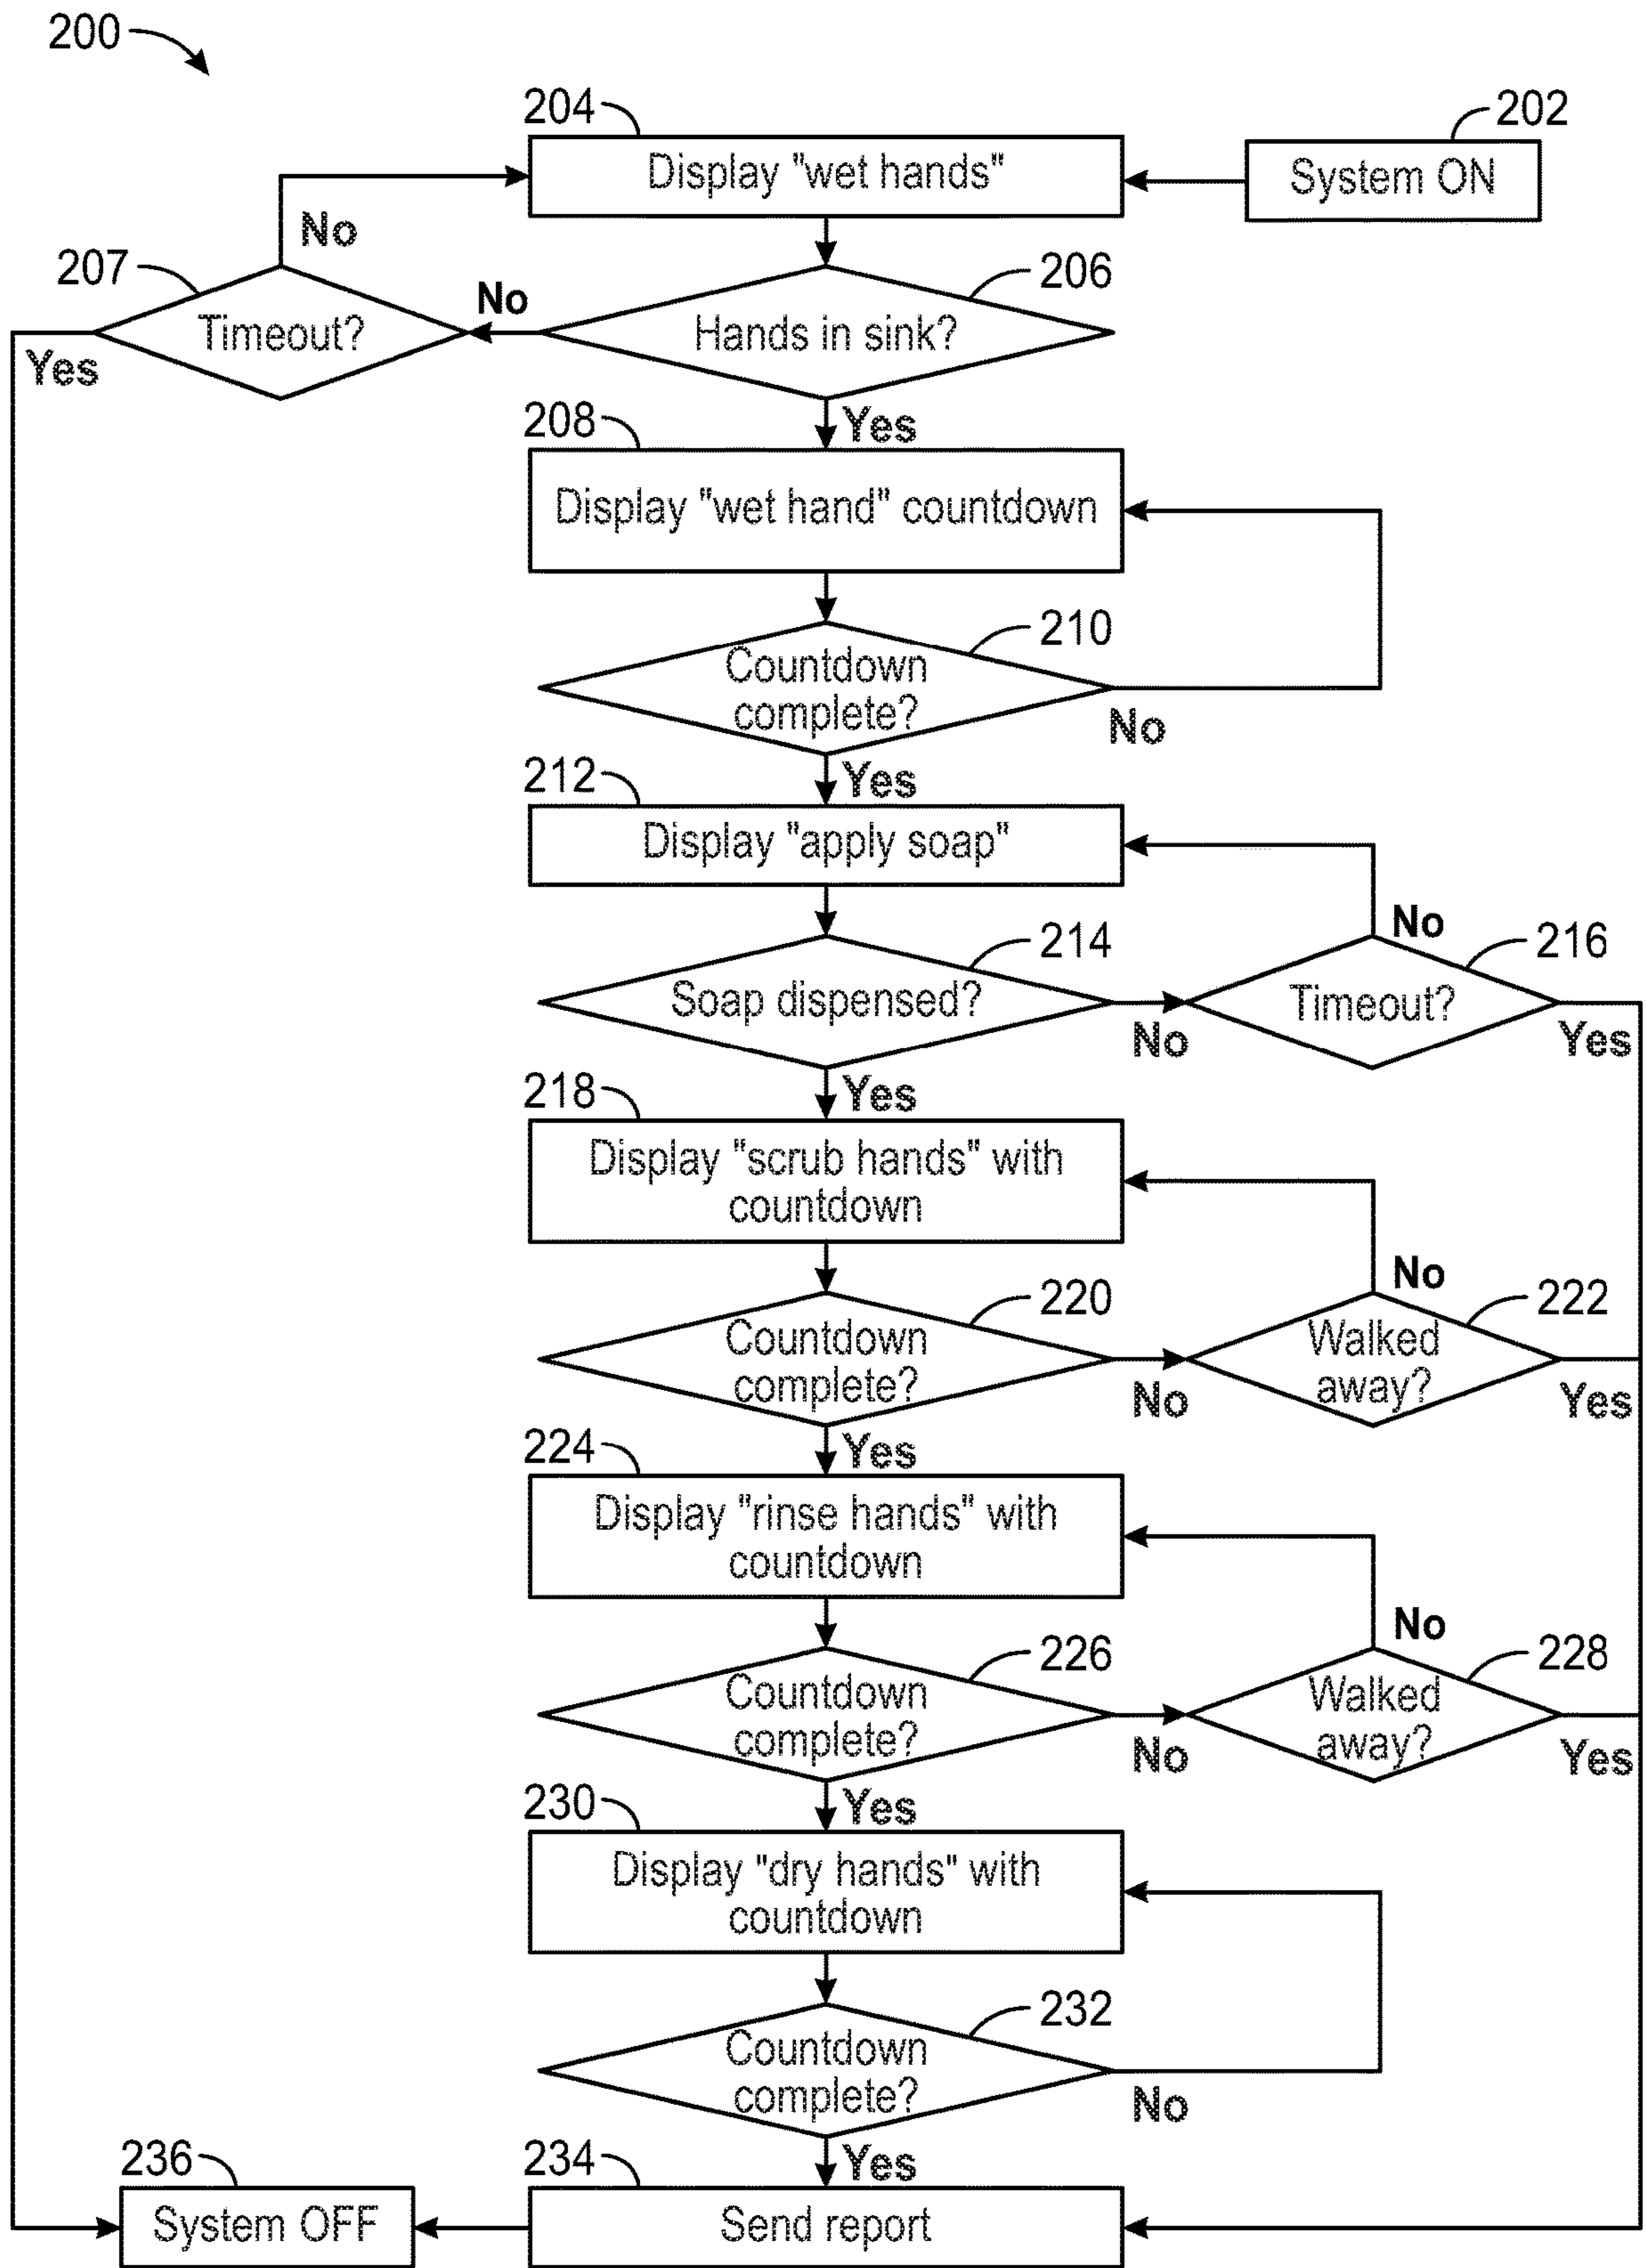 200
204
202
Display "wet hands"
System ON
No
207
206
No
Timeout?
Hands in sink?
Yes
208
Yes
Display "wet hand" countdown
210
Countdown
complete?
No
212
Yes
Display "apply soap"
No
214
216
Soap dispensed?
Timeout?
No
Yes
218
Yes
Display "scrub hands" with
countdown
No
220
222
Countdown
complete?
Walked
away?
No
Yes
224
Yes
Display "rinse hands" with
countdown
No
226
228
Countdown
complete?
Walked
away?
No
Yes
230
Yes
Display "dry hands" with
countdown
232
Countdown
complete?
No
236
234
Yes
System OFF
Send report